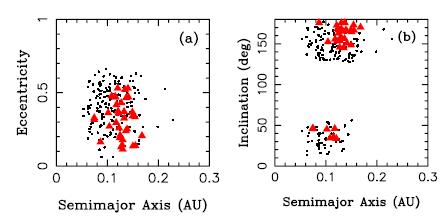 (a)
Eccentricity
1
0.5
0
0 0.1 0.2 0.3
Semimajor Axis (AU)
(b)
Inclination (deg)
150
100
50
0
0 0.1 0.2 0.3
Semimajor Axis (AU)